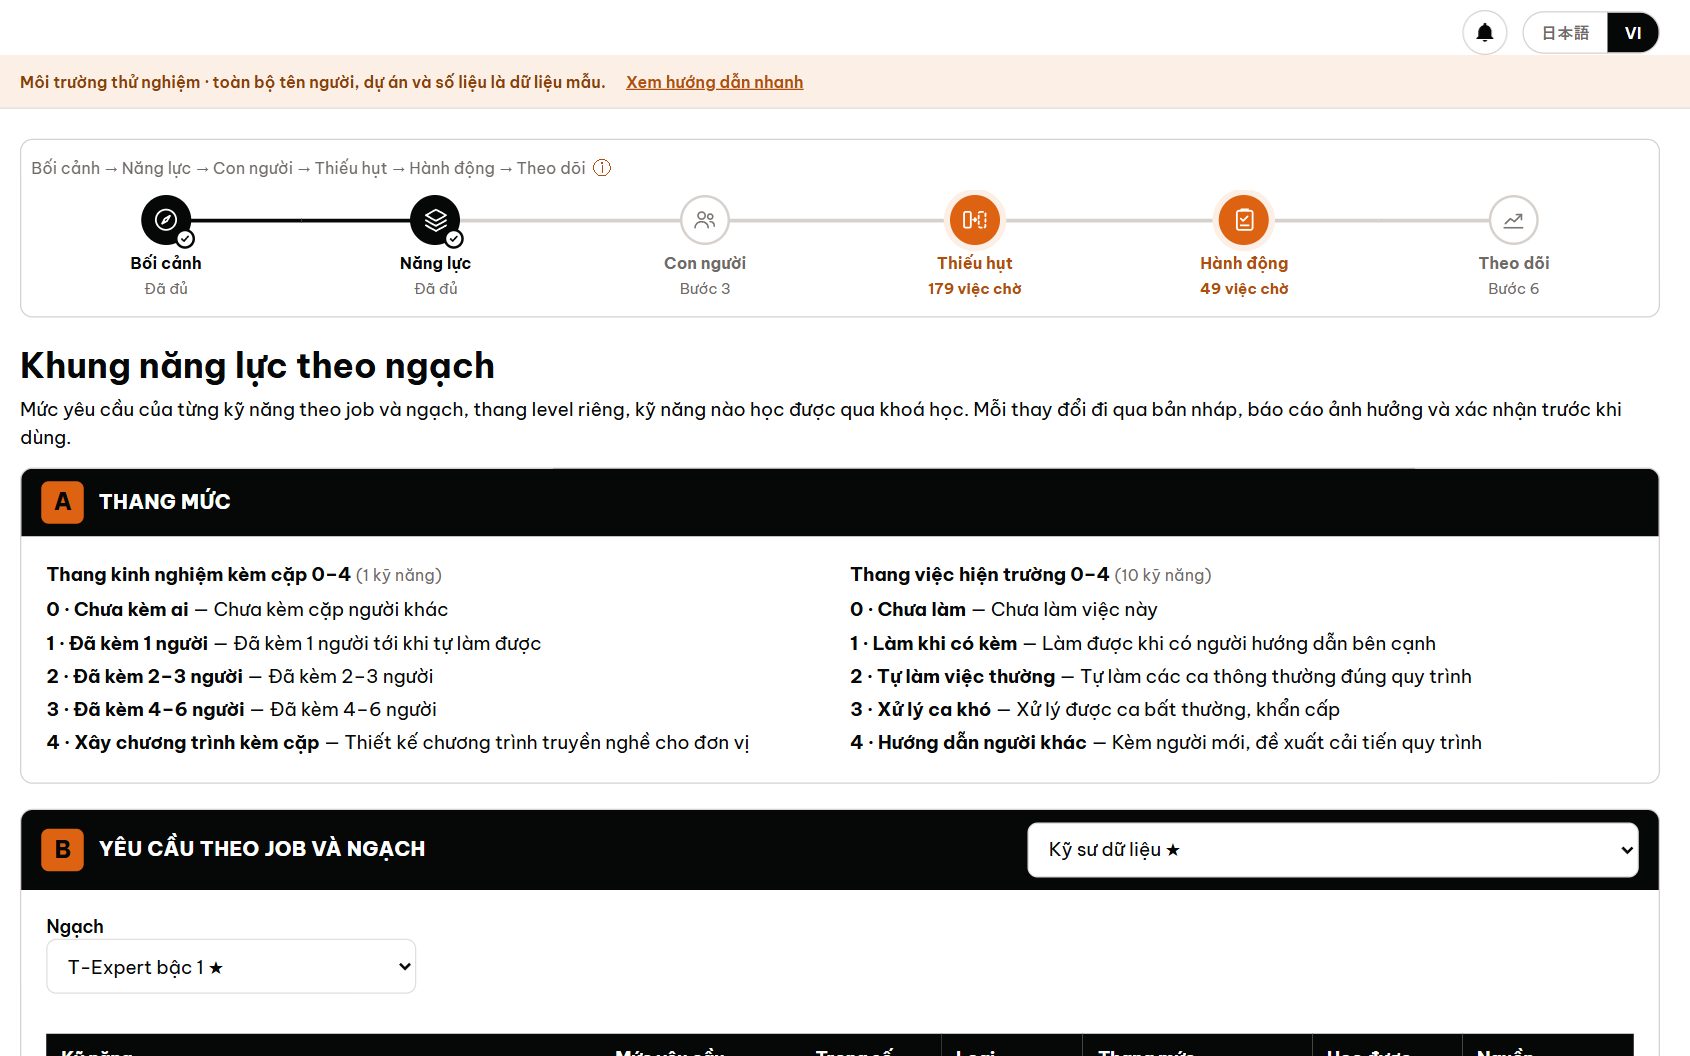 日本語
VI
Môi trường thử nghiệm · toàn bộ tên người, dự án và số liệu là dữ liệu mẫu. Xem hướng dẫn nhanh
Bối cảnh → Năng lực → Con người → Thiếu hụt → Hành động → Theo dõi
Bối cảnh
Đã đủ
Năng lực
Đã đủ
Con người
Bước 3
Thiếu hụt
179 việc chờ
Hành động
49 việc chờ
Theo dõi
Bước 6
Khung năng lực theo ngạch
Mức yêu cầu của từng kỹ năng theo job và ngạch, thang level riêng, kỹ năng nào học được qua khoá học. Mỗi thay đổi đi qua bản nháp, báo cáo ảnh hưởng và xác nhận trước khi
dùng.
A THANG MỨC
Thang kinh nghiệm kèm cặp 0–4 (1 kỹ năng)
0 · Chưa kèm ai — Chưa kèm cặp người khác
1 · Đã kèm 1 người — Đã kèm 1 người tới khi tự làm được
2 · Đã kèm 2–3 người — Đã kèm 2–3 người
3 · Đã kèm 4–6 người — Đã kèm 4–6 người
4 · Xây chương trình kèm cặp — Thiết kế chương trình truyền nghề cho đơn vị
Thang việc hiện trường 0–4 (10 kỹ năng)
0 · Chưa làm — Chưa làm việc này
1 · Làm khi có kèm — Làm được khi có người hướng dẫn bên cạnh
2 · Tự làm việc thường — Tự làm các ca thông thường đúng quy trình
3 · Xử lý ca khó — Xử lý được ca bất thường, khẩn cấp
4 · Hướng dẫn người khác — Kèm người mới, đề xuất cải tiến quy trình
B YÊU CẦU THEO JOB VÀ NGẠCH
Kỹ sư dữ liệu ★
Ngạch
T-Expert bậc 1 ★
Kỹ năng Mức yêu cầu Trọng số Loại Thang mức Học được Nguồn